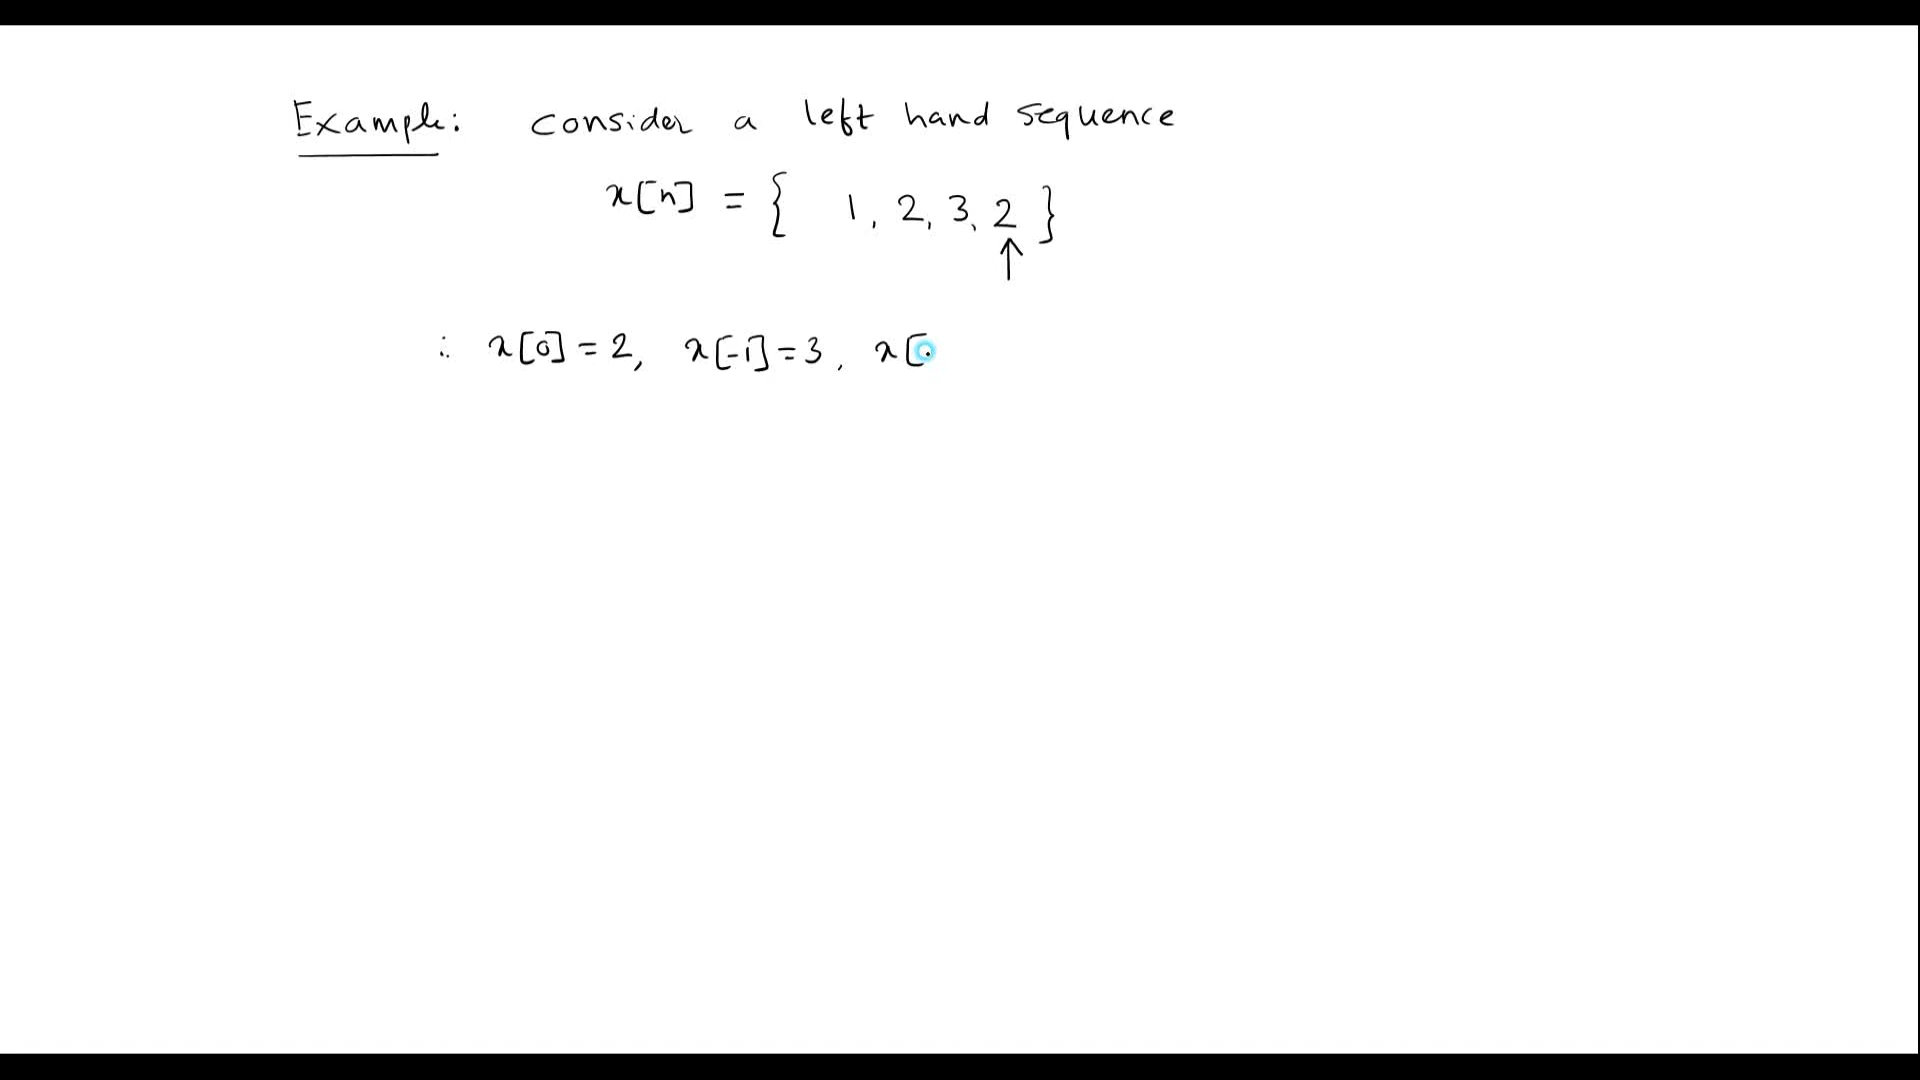 Example: consider a left hand sequence
x[n] = { 1, 2, 3, 2 }
↑
∴ x[0] = 2, x[-1] = 3, x[